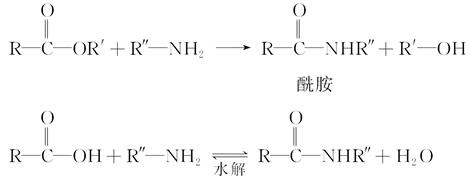 O
R—C—OR′+R″—NH₂ ⟶ R—C—NHR″+R′—OH
酰胺
O
R—C—OH+R″—NH₂ ⇌ R—C—NHR″+H₂O
水解